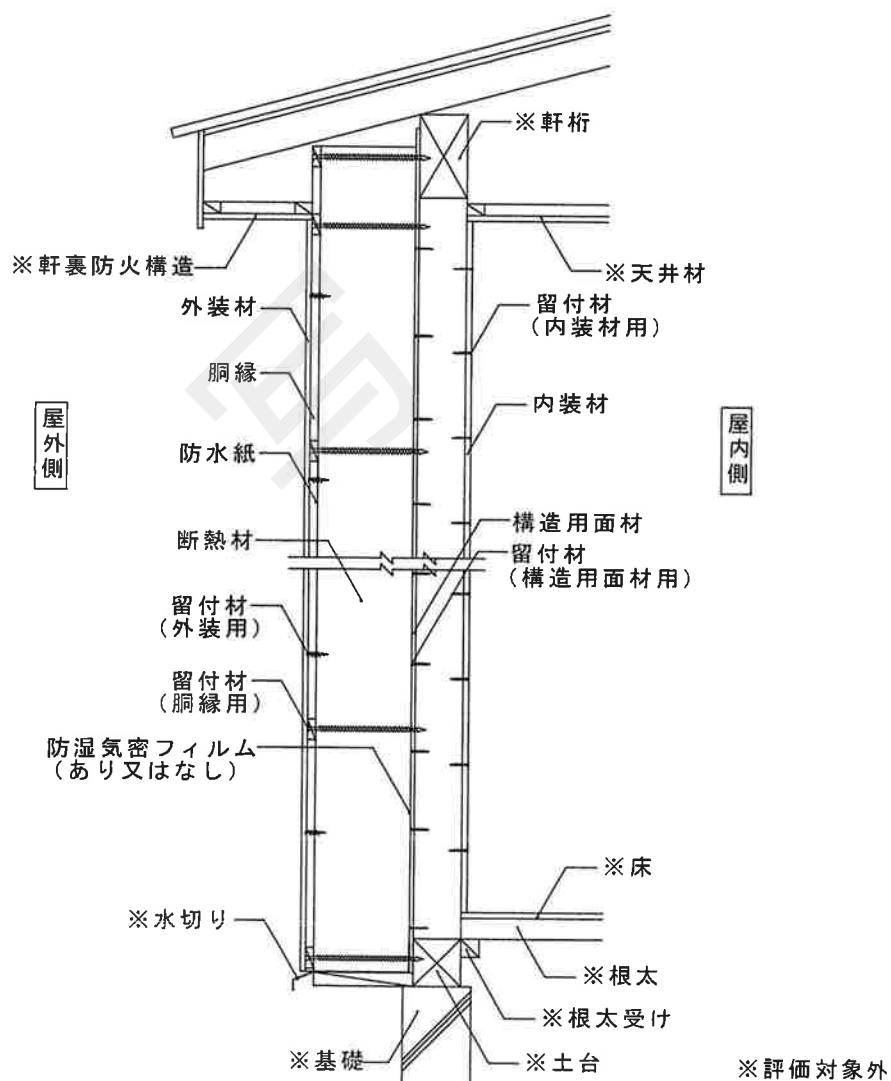 ※軒桁
※軒裏防火構造
※天井材
外装材
留付材
(内装材用)
胴縁
内装材
屋外側
屋内側
防水紙
構造用面材
断熱材
留付材
(構造用面材用)
留付材
(外装用)
留付材
(胴縁用)
防湿気密フィルム
(あり又はなし)
※床
※水切り
※根太
※根太受け
※基礎
※土台
※評価対象外
写